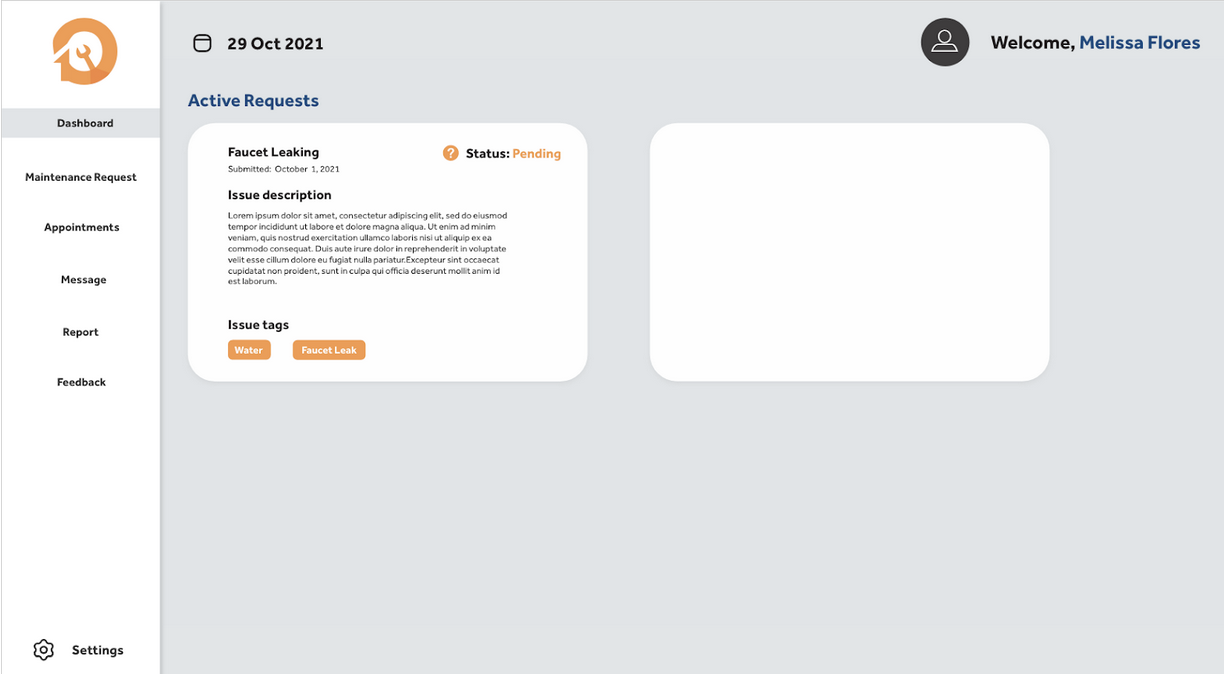 29 Oct 2021
Welcome, Melissa Flores
Dashboard
Maintenance Request
Appointments
Message
Report
Feedback
Settings
Active Requests
Faucet Leaking
Status: Pending
Submitted: October 1, 2021
Issue description
Lorem ipsum dolor sit amet, consectetur adipiscing elit, sed do eiusmod
tempor incididunt ut labore et dolore magna aliqua. Ut enim ad minim
veniam, quis nostrud exercitation ullamco laboris nisi ut aliquip ex ea
commodo consequat. Duis aute irure dolor in reprehenderit in voluptate
velit esse cillum dolore eu fugiat nulla pariatur.Excepteur sint occaecat
cupidatat non proident, sunt in culpa qui officia deserunt mollit anim id
est laborum.
Issue tags
Water
Faucet Leak